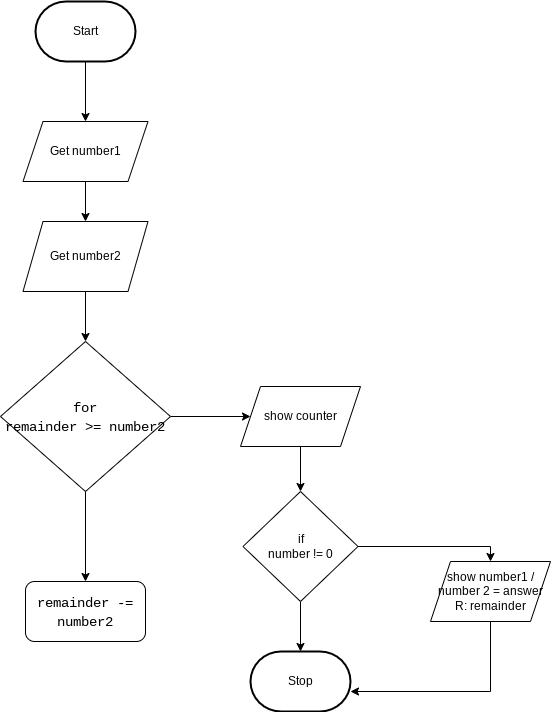 Start
Get number1
Get number2
for
remainder >= number2
show counter
if
number != 0
show number1 /
number 2 = answer
R: remainder
remainder -=
number2
Stop